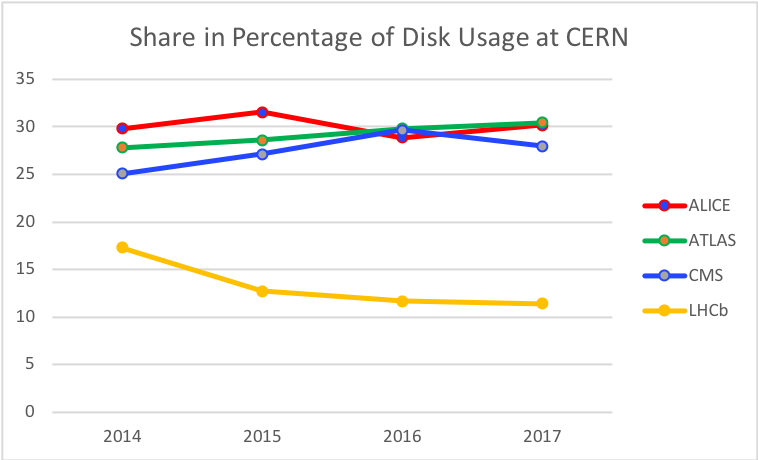 Share in Percentage of Disk Usage at CERN
35
30
25
20
15
10
5
0
2014 2015 2016 2017
ALICE
ATLAS
CMS
LHCb